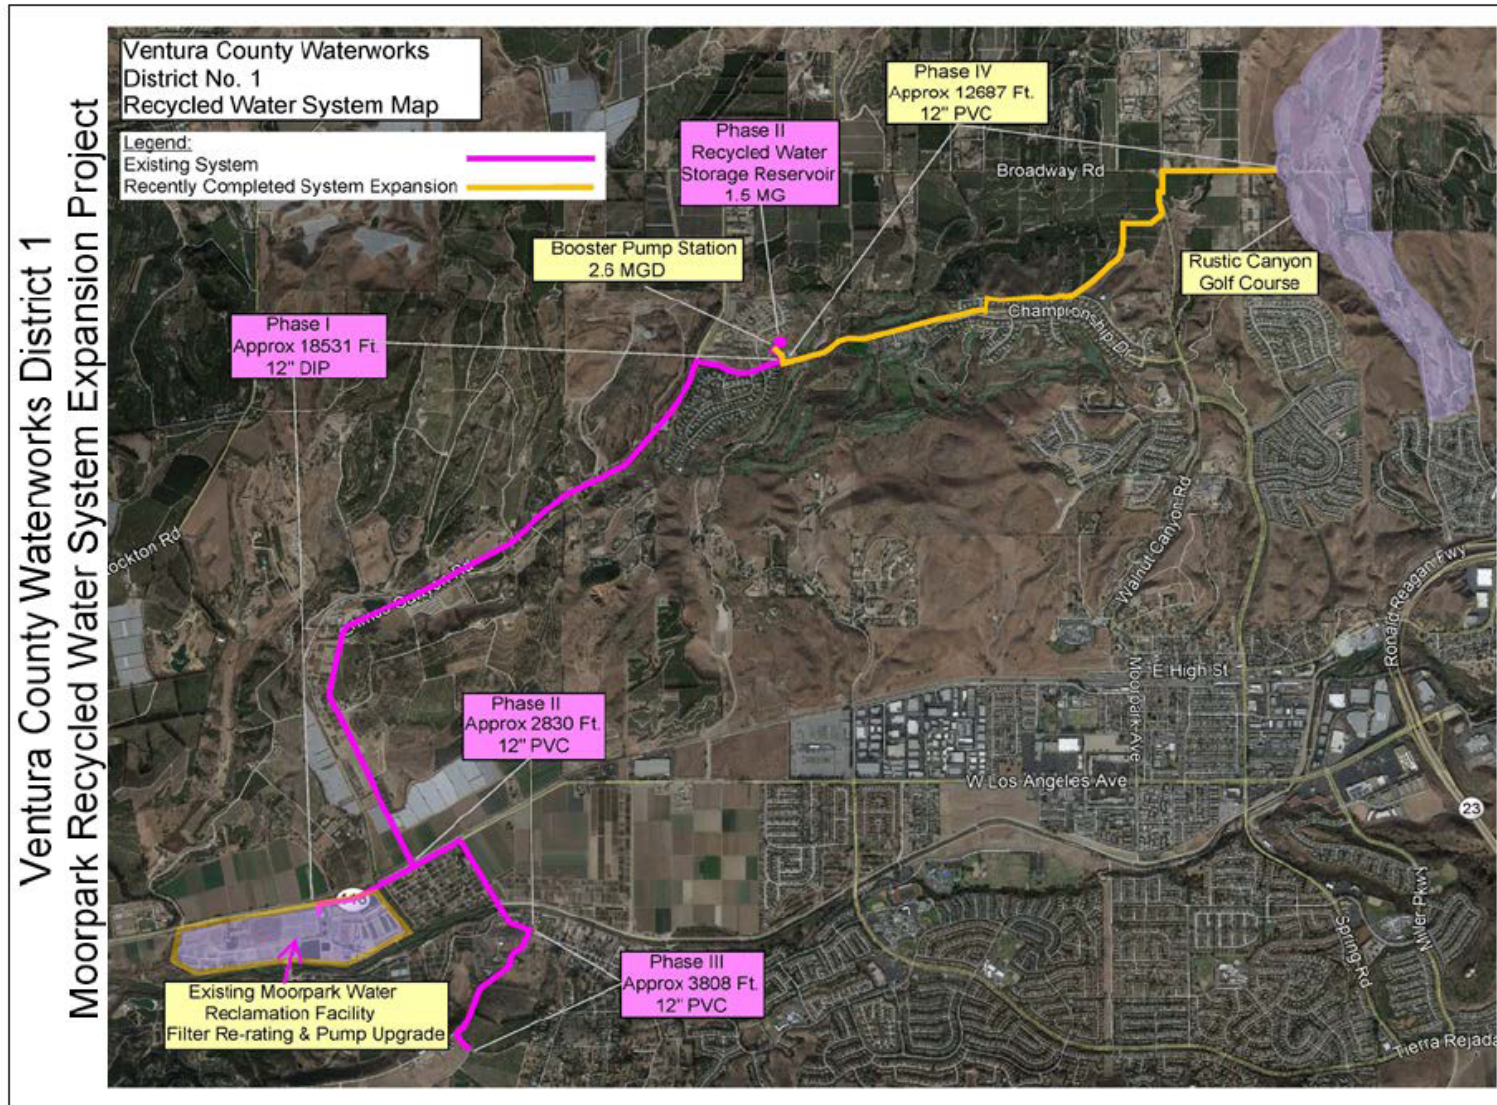 Ventura County Waterworks District 1
Moorpark Recycled Water System Expansion Project
Ventura County Waterworks
District No. 1
Recycled Water System Map
Legend:
Existing System
Recently Completed System Expansion
Phase IV
Approx 12687 Ft.
12" PVC
Phase II
Recycled Water
Storage Reservoir
1.5 MG
Broadway Rd
Booster Pump Station
2.6 MGD
Rustic Canyon
Golf Course
Phase I
Approx 18531 Ft.
12" DIP
Championship Dr
ockton Rd
Walnut Canyon Rd
Ronald Reagan Fwy
E High St
Moorpark Ave
Phase II
Approx 2830 Ft.
12" PVC
W Los Angeles Ave
23
Phase III
Approx 3808 Ft.
12" PVC
Spring Rd
Miller Pkwy
Existing Moorpark Water
Reclamation Facility
Filter Re-rating & Pump Upgrade
Tierra Rejada